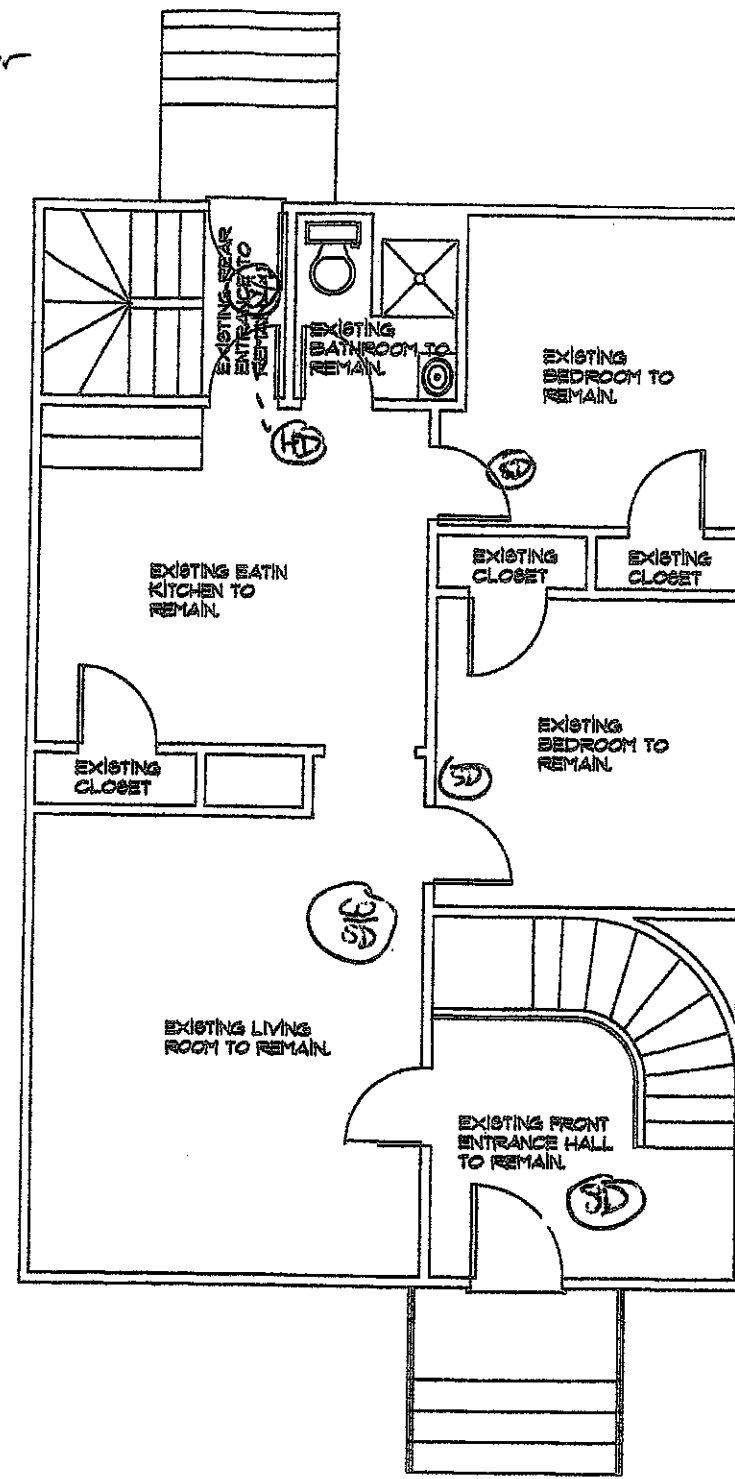 EXISTING REAR
ENTRANCE TO
REMAIN.
EXISTING
BATHROOM TO
REMAIN.
EXISTING
BEDROOM TO
REMAIN.
HD
SD
EXISTING EATIN
KITCHEN TO
REMAIN.
EXISTING
CLOSET
EXISTING
CLOSET
EXISTING
BEDROOM TO
REMAIN.
SD
EXISTING
CLOSET
CO
SD
EXISTING LIVING
ROOM TO REMAIN.
EXISTING FRONT
ENTRANCE HALL
TO REMAIN.
SD